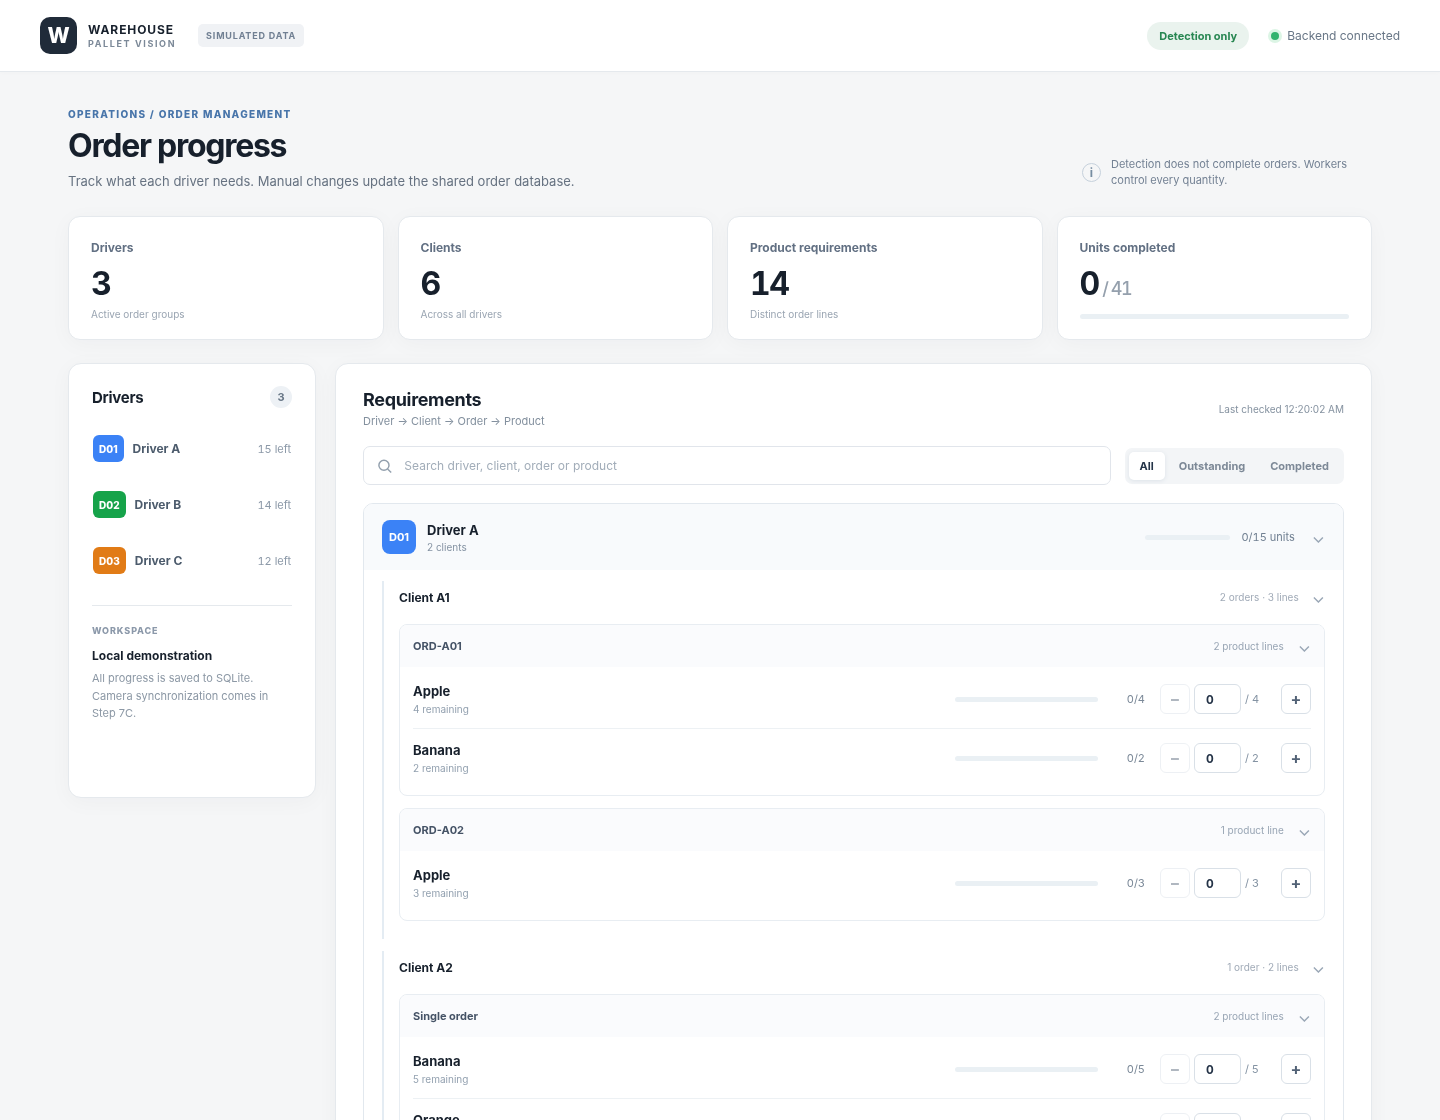 W
WAREHOUSE
PALLET VISION
SIMULATED DATA
Detection only
Backend connected
OPERATIONS / ORDER MANAGEMENT
Order progress
Track what each driver needs. Manual changes update the shared order database.
i
Detection does not complete orders. Workers
control every quantity.
Drivers
3
Active order groups
Clients
6
Across all drivers
Product requirements
14
Distinct order lines
Units completed
0 / 41
Drivers
3
D01 Driver A 15 left
D02 Driver B 14 left
D03 Driver C 12 left
WORKSPACE
Local demonstration
All progress is saved to SQLite.
Camera synchronization comes in
Step 7C.
Requirements
Driver → Client → Order → Product
Last checked 12:20:02 AM
Search driver, client, order or product
All Outstanding Completed
D01
Driver A
2 clients
0/15 units
Client A1
2 orders · 3 lines
ORD-A01
2 product lines
Apple
4 remaining
0/4 − 0 / 4 +
Banana
2 remaining
0/2 − 0 / 2 +
ORD-A02
1 product line
Apple
3 remaining
0/3 − 0 / 3 +
Client A2
1 order · 2 lines
Single order
2 product lines
Banana
5 remaining
0/5 − 0 / 5 +
Orange